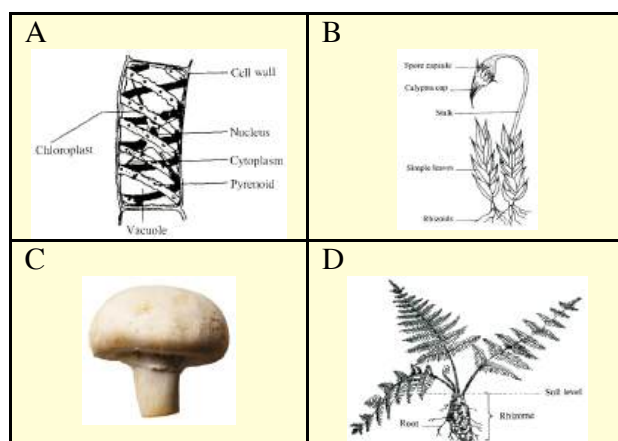 A
Cell wall
Nucleus
Chloroplast
Cytoplasm
Pyrenoid
Vacuole
B
Spore capsule
Calyptra cap
Stalk
Simple leaves
Rhizoids
C
D
Soil level
Rhizome
Root